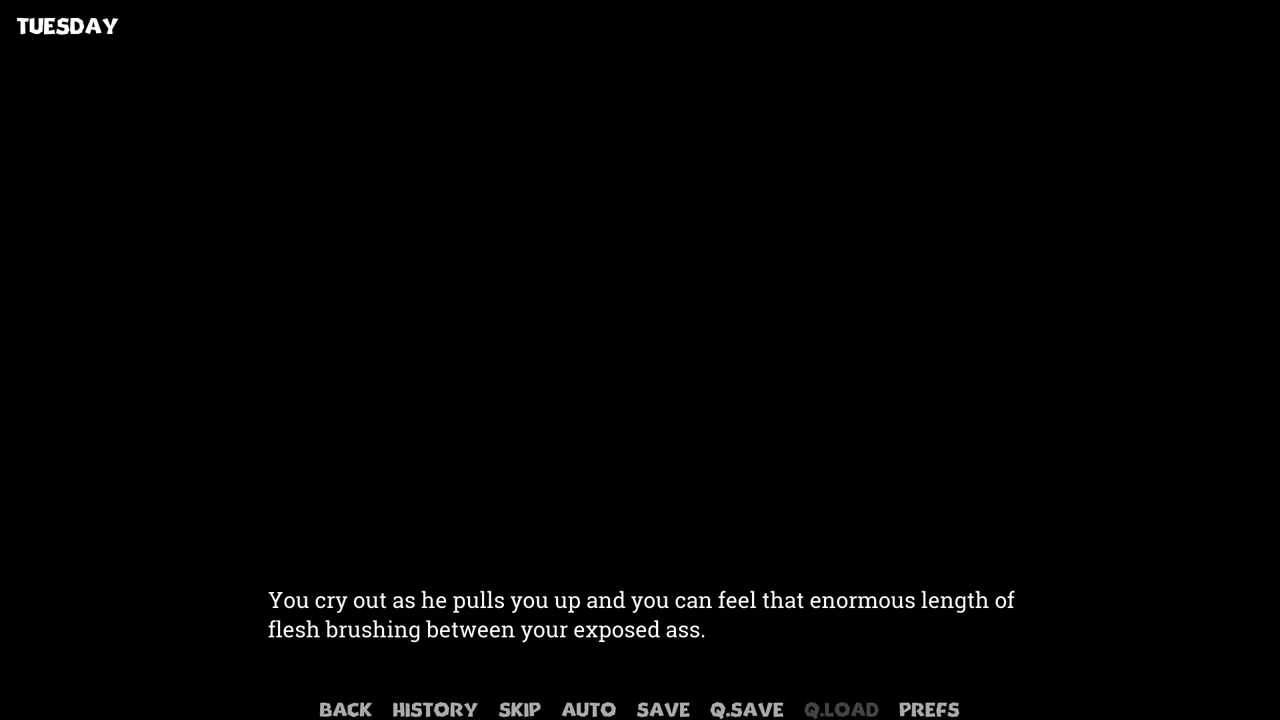 TUESDAY
You cry out as he pulls you up and you can feel that enormous length of
flesh brushing between your exposed ass.
BACK HISTORY SKIP AUTO SAVE Q.SAVE Q.LOAD PREFS